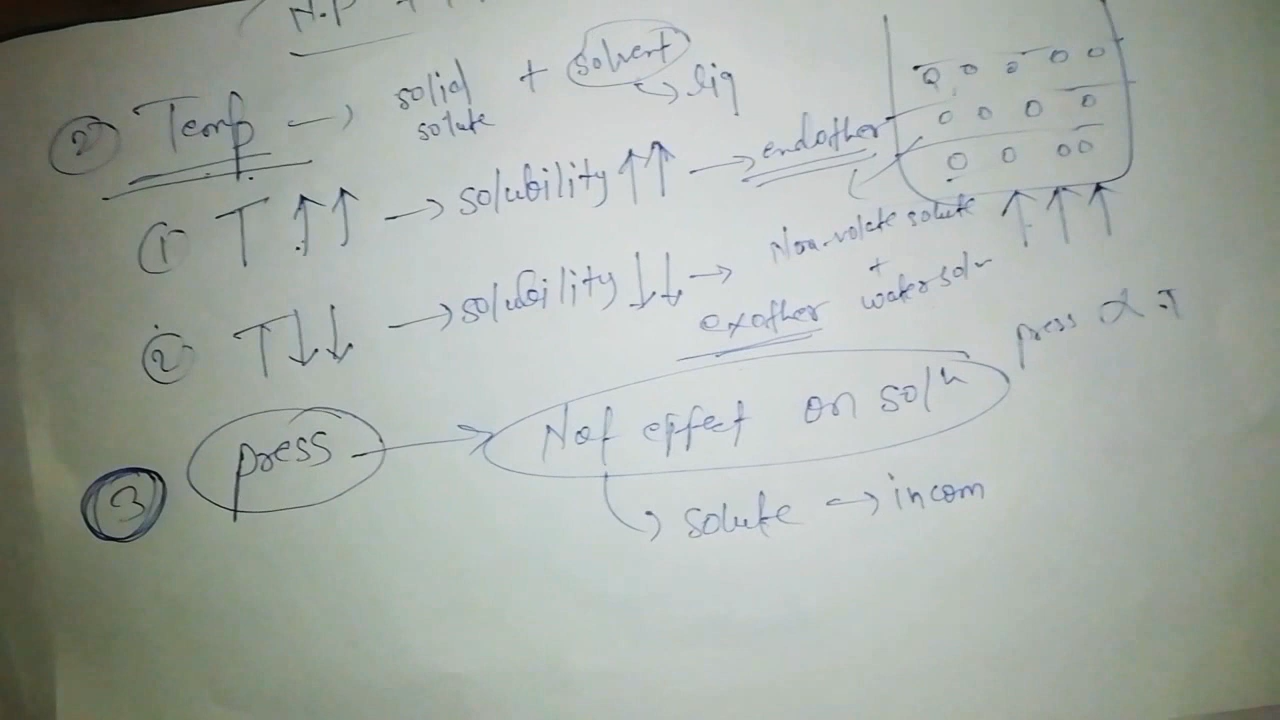 N.P +
② Temp → solid solute + solvent → liq
① T ↑↑ → solubility ↑↑ → endother
② T ↓↓ → solubility ↓↓ → exother
Non-volate solute
+
water soln
press ∝ T
③ press → Not effect on solⁿ
solute → incom